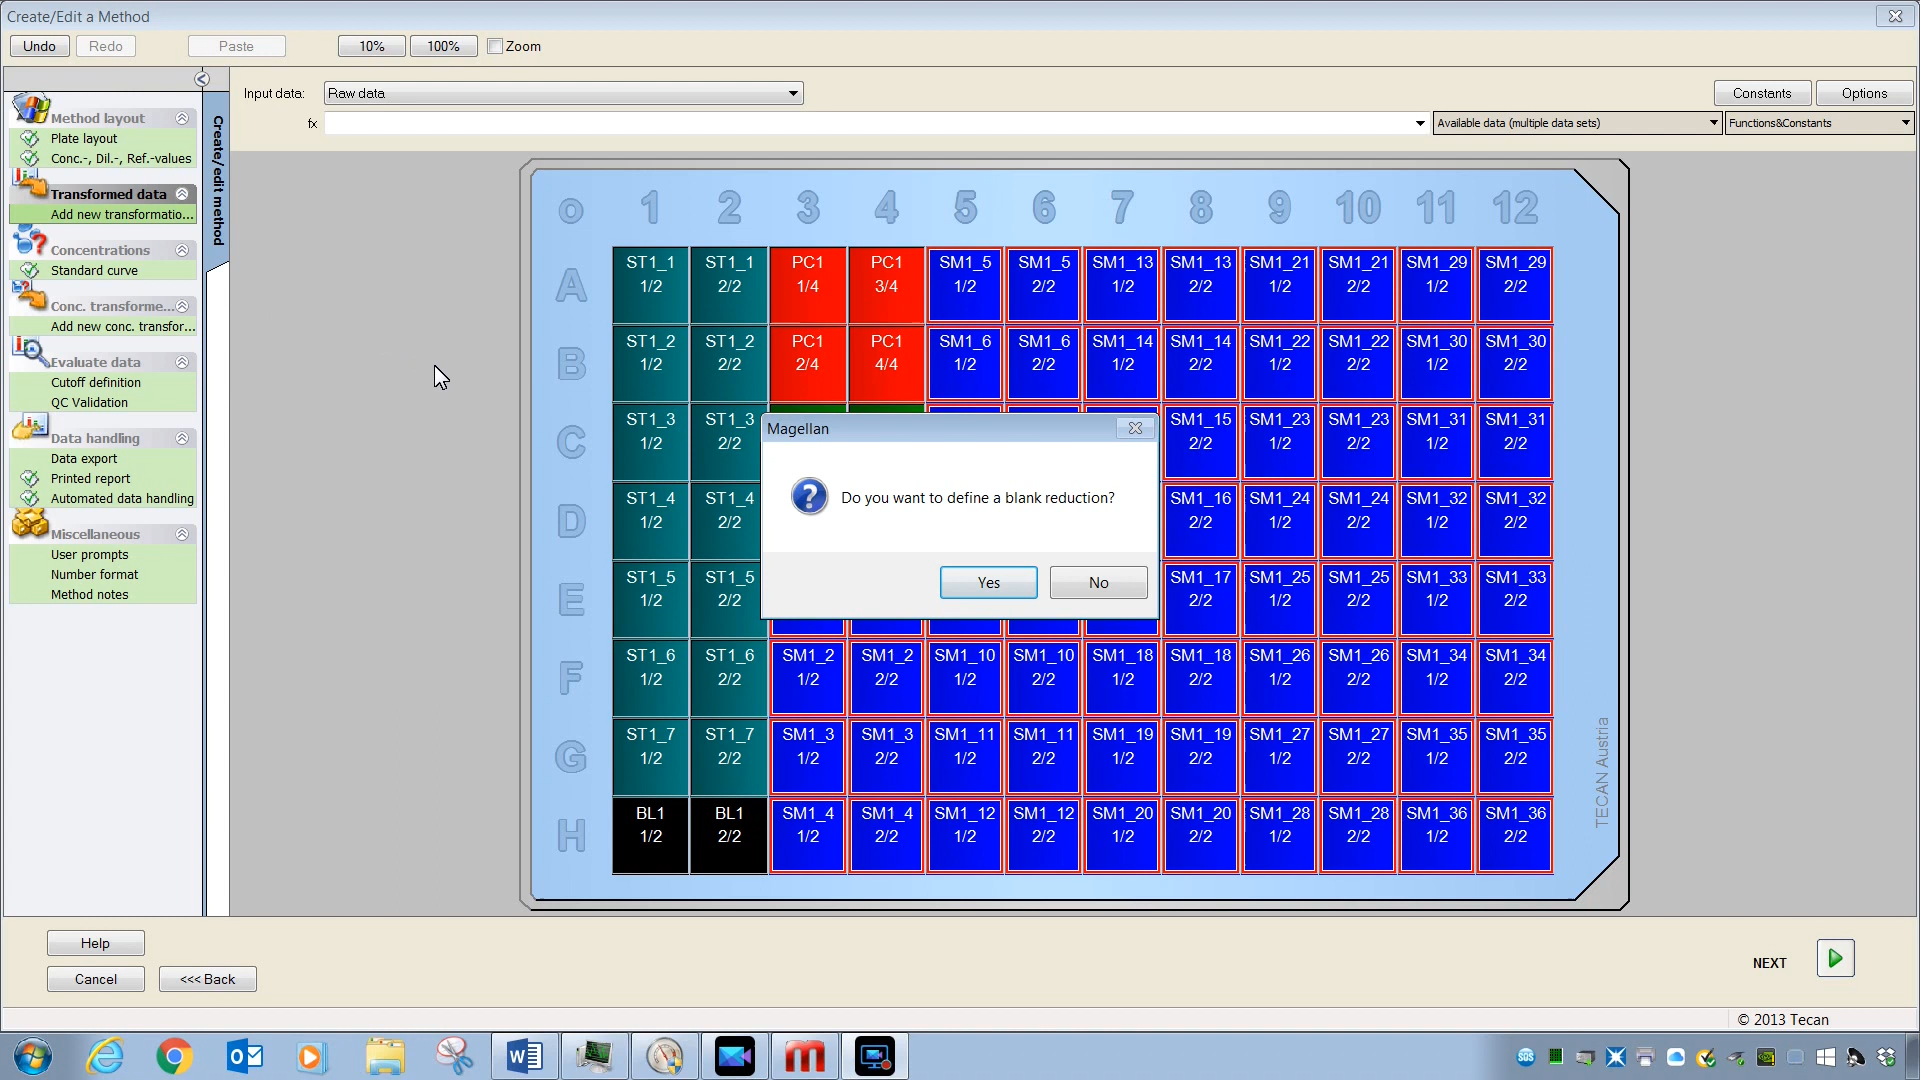 Create/Edit a Method
Undo Redo Paste 10% 100% Zoom
Input data: Raw data Constants Options
fx Available data (multiple data sets) Functions&Constants
Create/edit method
Method layout
Plate layout
Conc.-, Dil.-, Ref.-values
Transformed data
Add new transformatio...
Concentrations
Standard curve
Conc. transforme...
Add new conc. transfor...
Evaluate data
Cutoff definition
QC Validation
Data handling
Data export
Printed report
Automated data handling
Miscellaneous
User prompts
Number format
Method notes
o 1 2 3 4 5 6 7 8 9 10 11 12
A ST1_1 ST1_1 PC1 PC1 SM1_5 SM1_5 SM1_13 SM1_13 SM1_21 SM1_21 SM1_29 SM1_29
1/2 2/2 1/4 3/4 1/2 2/2 1/2 2/2 1/2 2/2 1/2 2/2
B ST1_2 ST1_2 PC1 PC1 SM1_6 SM1_6 SM1_14 SM1_14 SM1_22 SM1_22 SM1_30 SM1_30
1/2 2/2 2/4 4/4 1/2 2/2 1/2 2/2 1/2 2/2 1/2 2/2
C ST1_3 ST1_3 SM1_15 SM1_23 SM1_23 SM1_31 SM1_31
1/2 2/2 2/2 1/2 2/2 1/2 2/2
D ST1_4 ST1_4 SM1_16 SM1_24 SM1_24 SM1_32 SM1_32
1/2 2/2 2/2 1/2 2/2 1/2 2/2
E ST1_5 ST1_5 SM1_17 SM1_25 SM1_25 SM1_33 SM1_33
1/2 2/2 2/2 1/2 2/2 1/2 2/2
F ST1_6 ST1_6 SM1_2 SM1_2 SM1_10 SM1_10 SM1_18 SM1_18 SM1_26 SM1_26 SM1_34 SM1_34
1/2 2/2 1/2 2/2 1/2 2/2 1/2 2/2 1/2 2/2 1/2 2/2
G ST1_7 ST1_7 SM1_3 SM1_3 SM1_11 SM1_11 SM1_19 SM1_19 SM1_27 SM1_27 SM1_35 SM1_35
1/2 2/2 1/2 2/2 1/2 2/2 1/2 2/2 1/2 2/2 1/2 2/2
H BL1 BL1 SM1_4 SM1_4 SM1_12 SM1_12 SM1_20 SM1_20 SM1_28 SM1_28 SM1_36 SM1_36
1/2 2/2 1/2 2/2 1/2 2/2 1/2 2/2 1/2 2/2 1/2 2/2
TECAN Austria
Magellan
Do you want to define a blank reduction?
Yes No
Help
Cancel <<< Back
NEXT
© 2013 Tecan